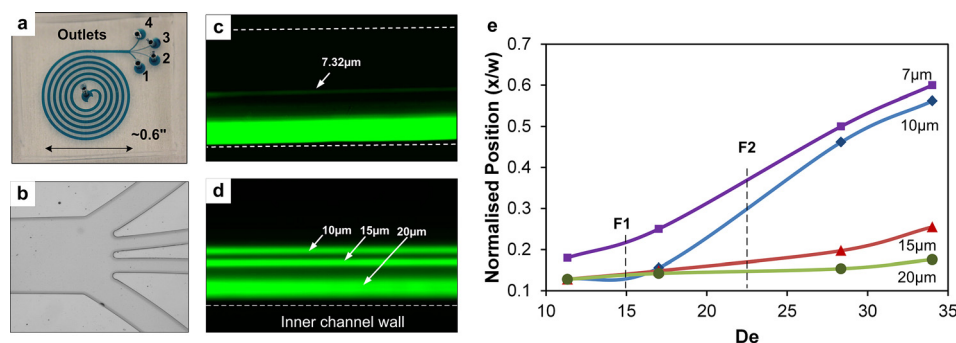 a
Outlets
4
3
2
1
~0.6"
b
c
7.32µm
d
10µm
15µm
20µm
Inner channel wall
e
Normalised Position (x/w)
0.7
0.6
0.5
0.4
0.3
0.2
0.1
F1
F2
7µm
10µm
15µm
20µm
10
15
20
25
30
35
De